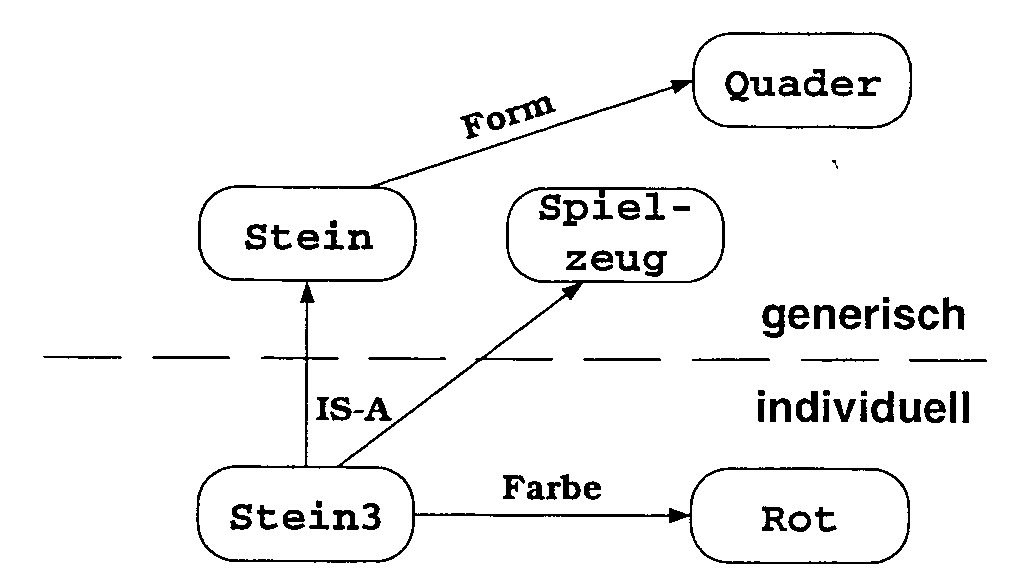 Quader
Form
Stein
Spiel-
zeug
generisch
individuell
IS-A
Farbe
Stein3
Rot